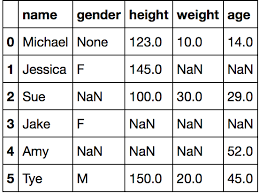 name gender height weight age
0 Michael None 123.0 10.0 14.0
1 Jessica F 145.0 NaN NaN
2 Sue NaN 100.0 30.0 29.0
3 Jake F NaN NaN NaN
4 Amy NaN NaN NaN 52.0
5 Tye M 150.0 20.0 45.0